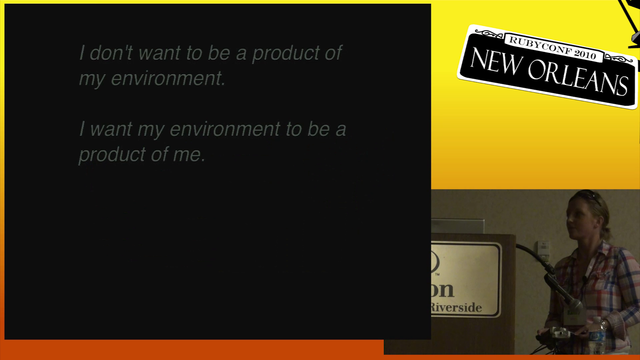 I don't want to be a product of
my environment.
I want my environment to be a
product of me.
RUBYCONF 2010
NEW ORLEANS
on
Riverside